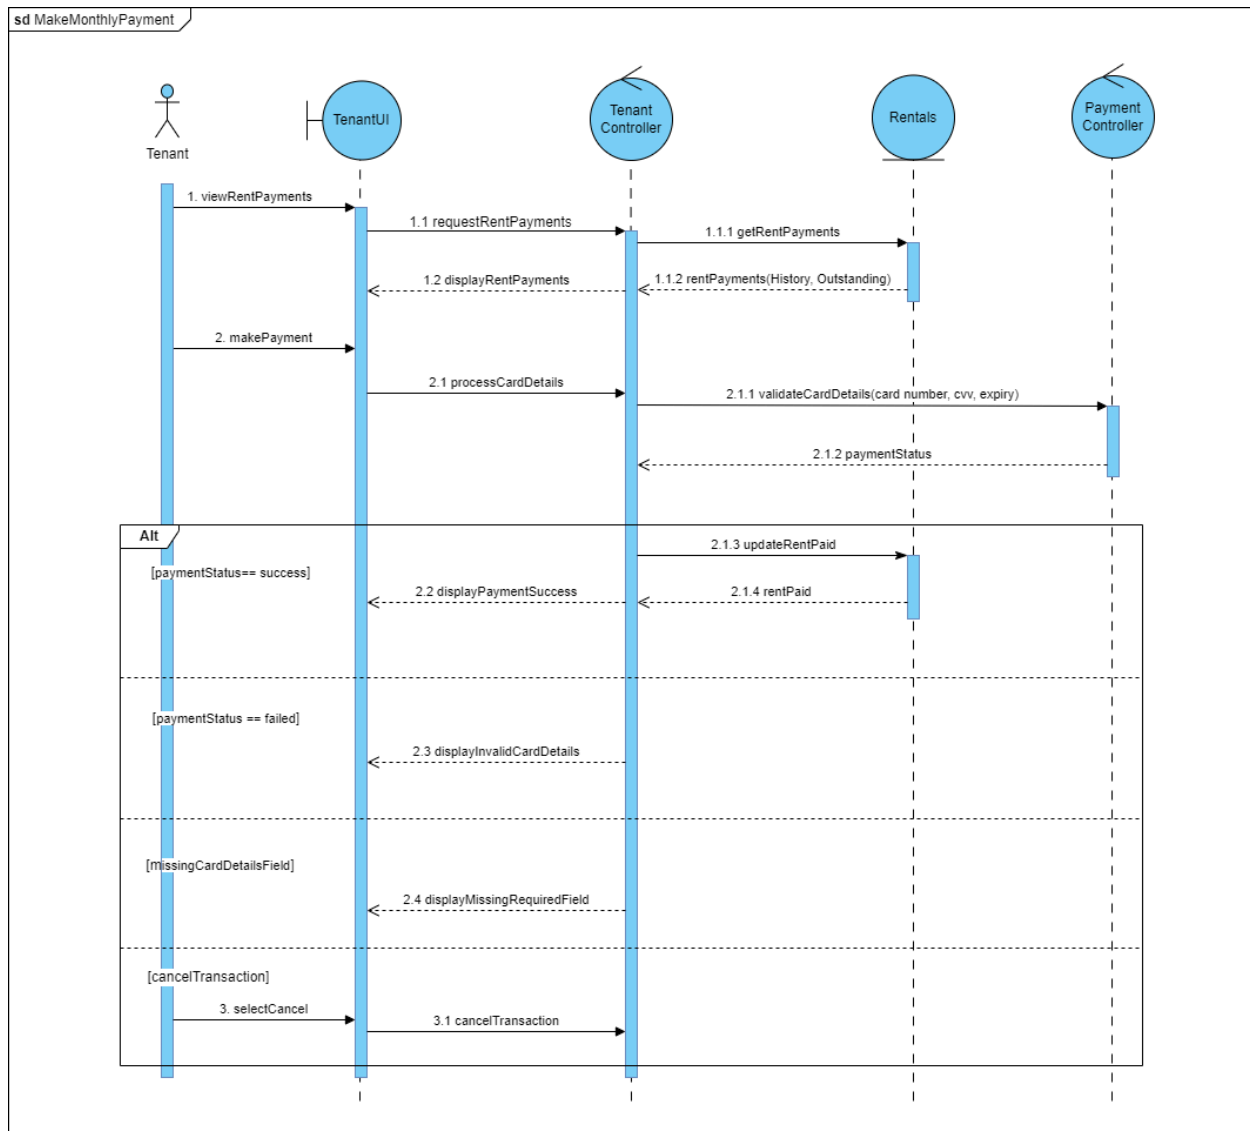 sd MakeMonthlyPayment
Tenant
TenantUI
Tenant
Controller
Rentals
Payment
Controller
1. viewRentPayments
1.1 requestRentPayments
1.1.1 getRentPayments
1.2 displayRentPayments
1.1.2 rentPayments(History, Outstanding)
2. makePayment
2.1 processCardDetails
2.1.1 validateCardDetails(card number, cvv, expiry)
2.1.2 paymentStatus
Alt
[paymentStatus== success]
2.1.3 updateRentPaid
2.2 displayPaymentSuccess
2.1.4 rentPaid
[paymentStatus == failed]
2.3 displayInvalidCardDetails
[missingCardDetailsField]
2.4 displayMissingRequiredField
[cancelTransaction]
3. selectCancel
3.1 cancelTransaction